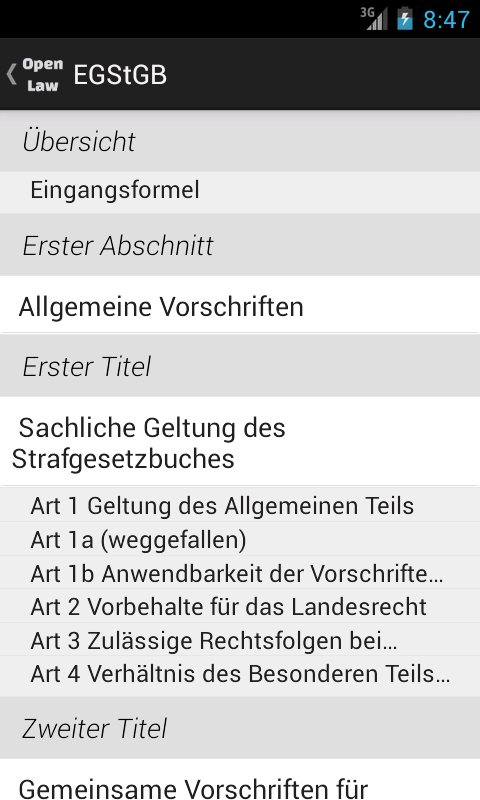 3G 8:47
Open
Law
EGStGB
Übersicht
Eingangsformel
Erster Abschnitt
Allgemeine Vorschriften
Erster Titel
Sachliche Geltung des
Strafgesetzbuches
Art 1 Geltung des Allgemeinen Teils
Art 1a (weggefallen)
Art 1b Anwendbarkeit der Vorschrifte...
Art 2 Vorbehalte für das Landesrecht
Art 3 Zulässige Rechtsfolgen bei...
Art 4 Verhältnis des Besonderen Teils...
Zweiter Titel
Gemeinsame Vorschriften für